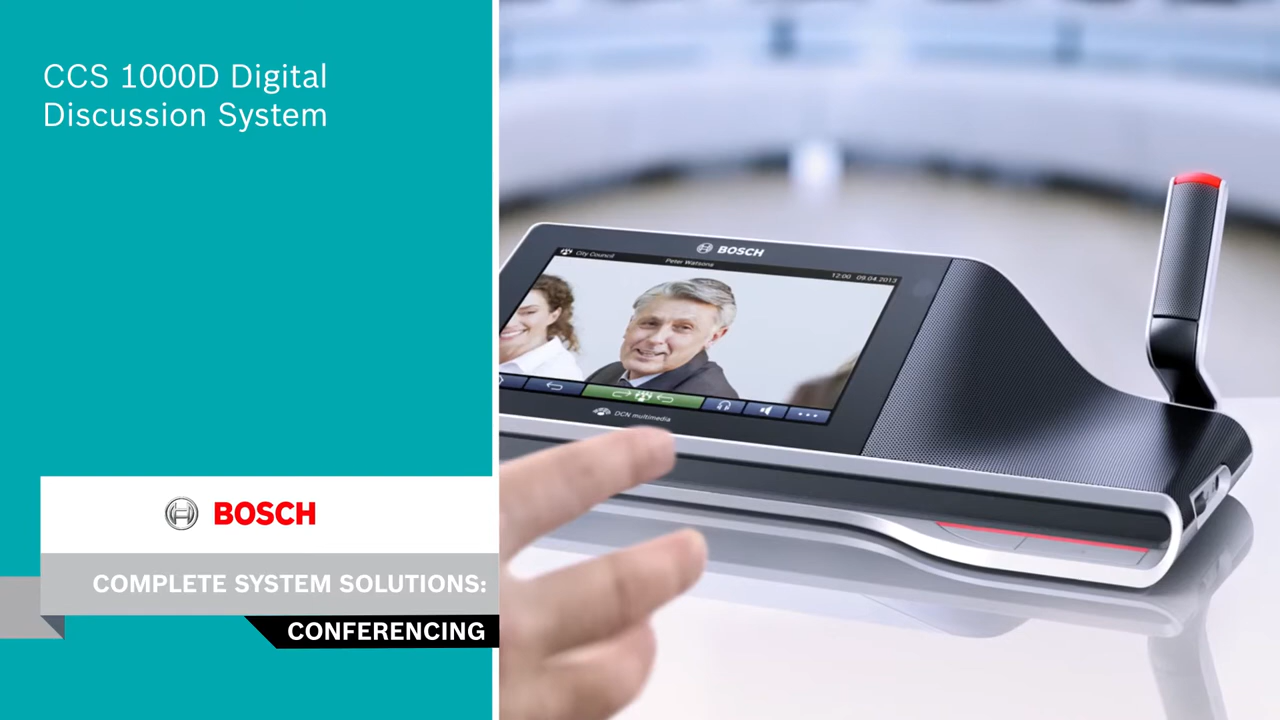 CCS 1000D Digital
Discussion System
BOSCH
COMPLETE SYSTEM SOLUTIONS:
CONFERENCING
BOSCH
City Council Peter Watsons 12:00 09.04.2013
DCN multimedia